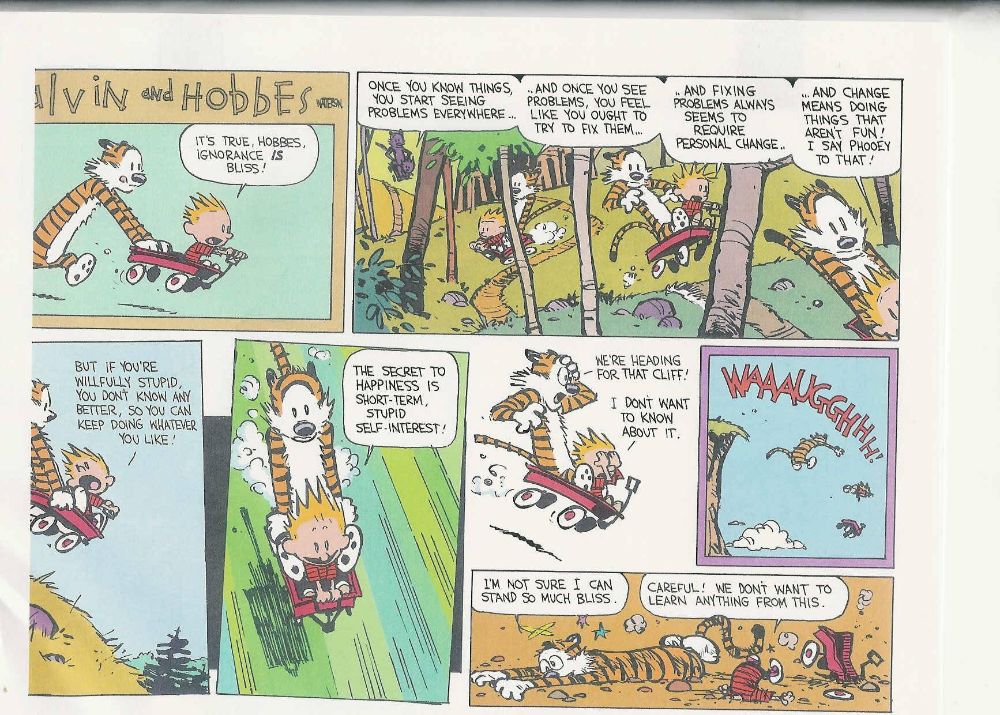 alvin and Hobbes WATTERSON
IT'S TRUE, HOBBES,
IGNORANCE IS
BLISS!
ONCE YOU KNOW THINGS,
YOU START SEEING
PROBLEMS EVERYWHERE...
..AND ONCE YOU SEE
PROBLEMS, YOU FEEL
LIKE YOU OUGHT TO
TRY TO FIX THEM...
..AND FIXING
PROBLEMS ALWAYS
SEEMS TO
REQUIRE
PERSONAL CHANGE..
...AND CHANGE
MEANS DOING
THINGS THAT
AREN'T FUN!
I SAY PHOOEY
TO THAT!
BUT IF YOU'RE
WILLFULLY STUPID,
YOU DON'T KNOW ANY
BETTER, SO YOU CAN
KEEP DOING WHATEVER
YOU LIKE!
THE SECRET TO
HAPPINESS IS
SHORT-TERM,
STUPID
SELF-INTEREST!
WE'RE HEADING
FOR THAT CLIFF!
I DON'T WANT
TO KNOW
ABOUT IT.
WAAAUGGHHH!
I'M NOT SURE I CAN
STAND SO MUCH BLISS.
CAREFUL! WE DON'T WANT TO
LEARN ANYTHING FROM THIS.